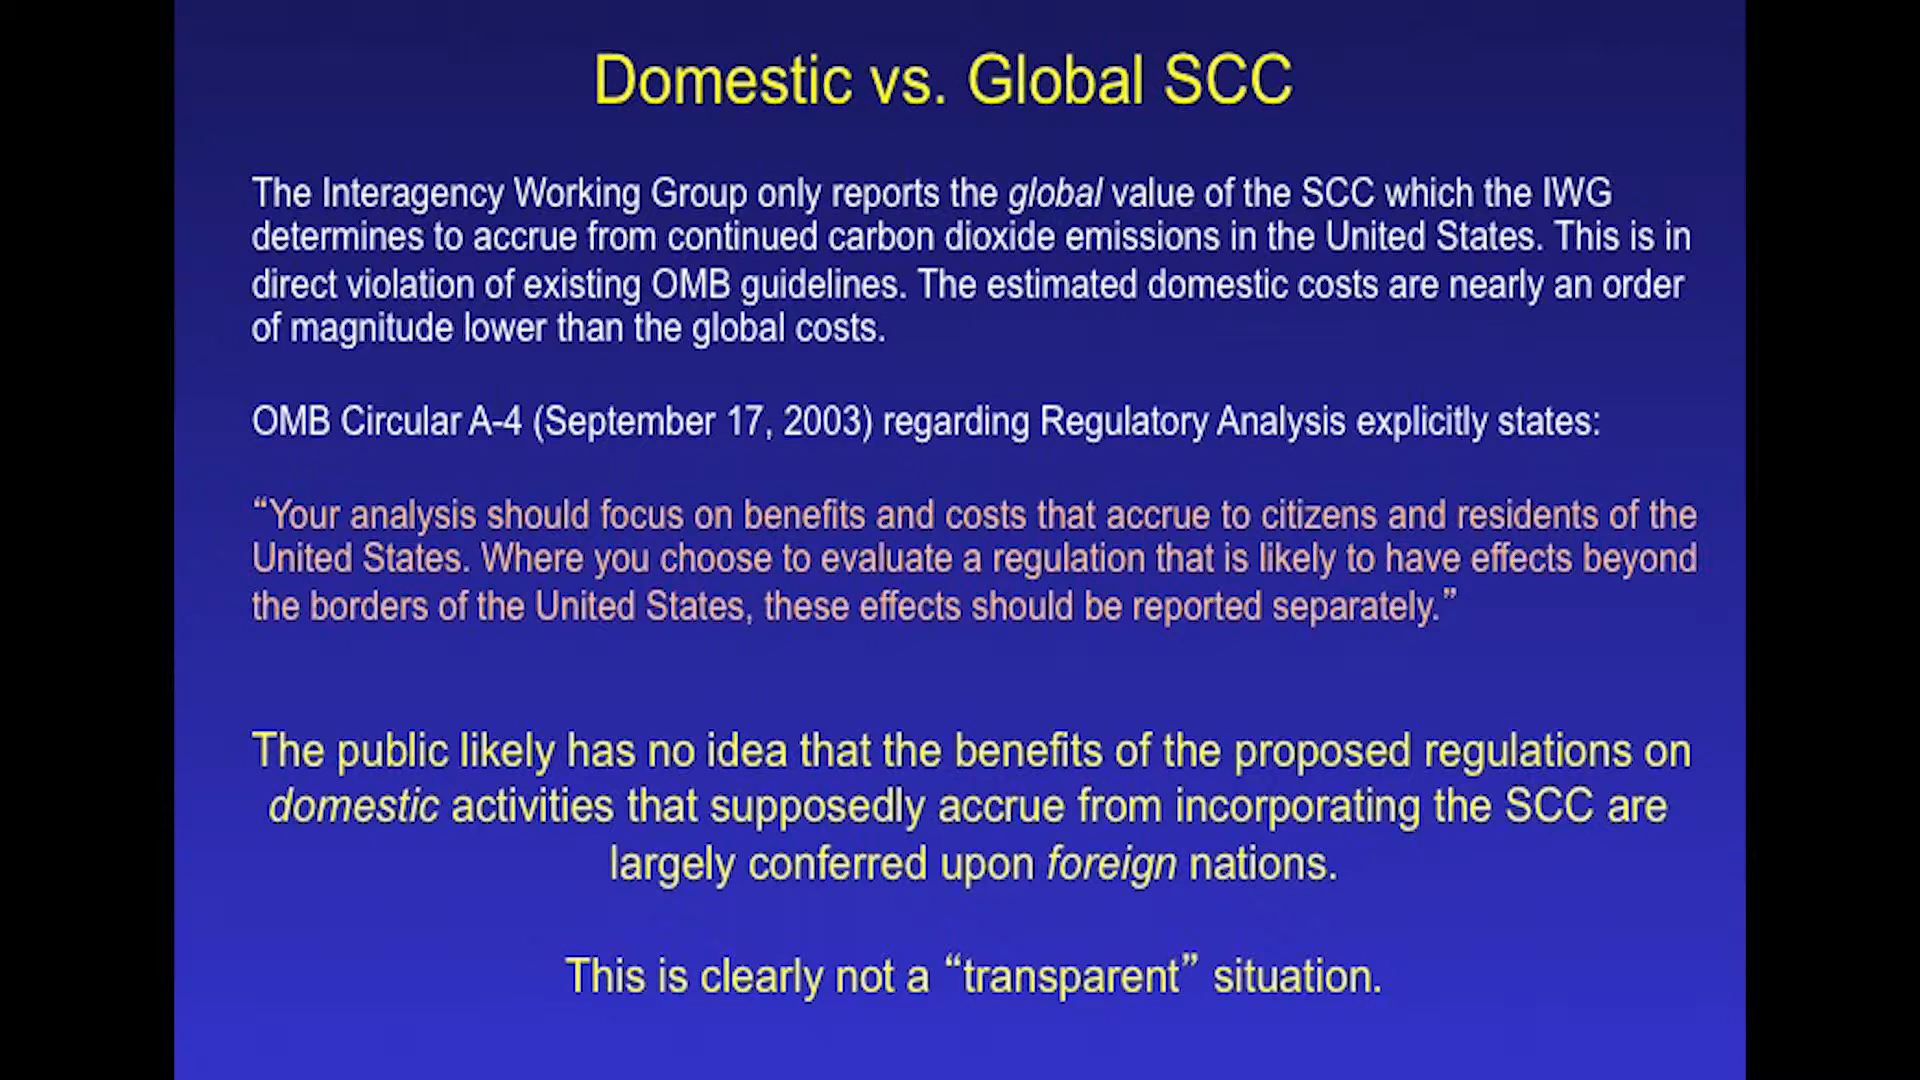 Domestic vs. Global SCC
The Interagency Working Group only reports the global value of the SCC which the IWG
determines to accrue from continued carbon dioxide emissions in the United States. This is in
direct violation of existing OMB guidelines. The estimated domestic costs are nearly an order
of magnitude lower than the global costs.
OMB Circular A-4 (September 17, 2003) regarding Regulatory Analysis explicitly states:
“Your analysis should focus on benefits and costs that accrue to citizens and residents of the
United States. Where you choose to evaluate a regulation that is likely to have effects beyond
the borders of the United States, these effects should be reported separately.”
The public likely has no idea that the benefits of the proposed regulations on
domestic activities that supposedly accrue from incorporating the SCC are
largely conferred upon foreign nations.
This is clearly not a “transparent” situation.